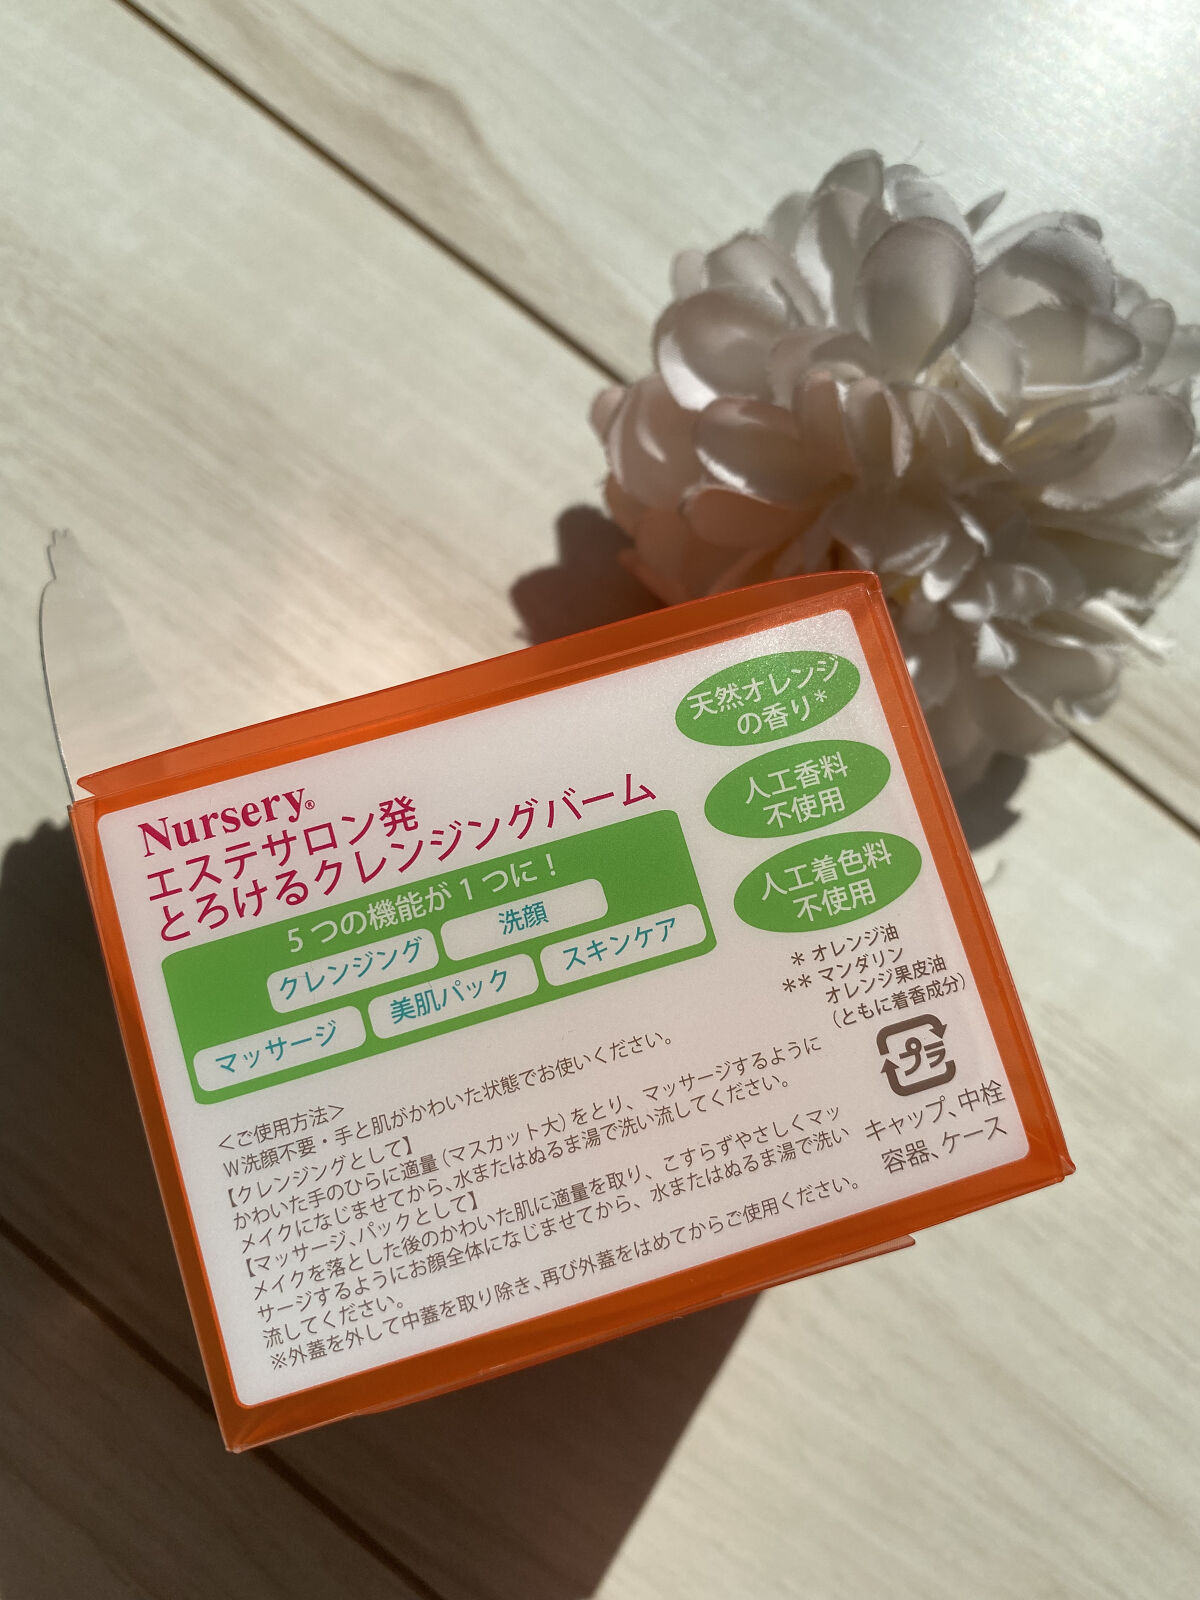 Nursery®
エステサロン発
とろけるクレンジングバーム
5つの機能が1つに！
クレンジング
洗顔
マッサージ
美肌パック
スキンケア
天然オレンジ
の香り*
人工香料
不使用
人工着色料
不使用
＊オレンジ油
＊＊マンダリン
オレンジ果皮油
（ともに着香成分）
プラ
キャップ、中栓
容器、ケース
＜ご使用方法＞
W洗顔不要・手と肌がかわいた状態でお使いください。
【クレンジングとして】
かわいた手のひらに適量（マスカット大）をとり、マッサージするように
メイクになじませてから、水またはぬるま湯で洗い流してください。
【マッサージ、パックとして】
メイクを落とした後のかわいた肌に適量を取り、こすらずやさしくマッ
サージするようにお顔全体になじませてから、水またはぬるま湯で洗い
流してください。
※外蓋を外して中蓋を取り除き、再び外蓋をはめてからご使用ください。